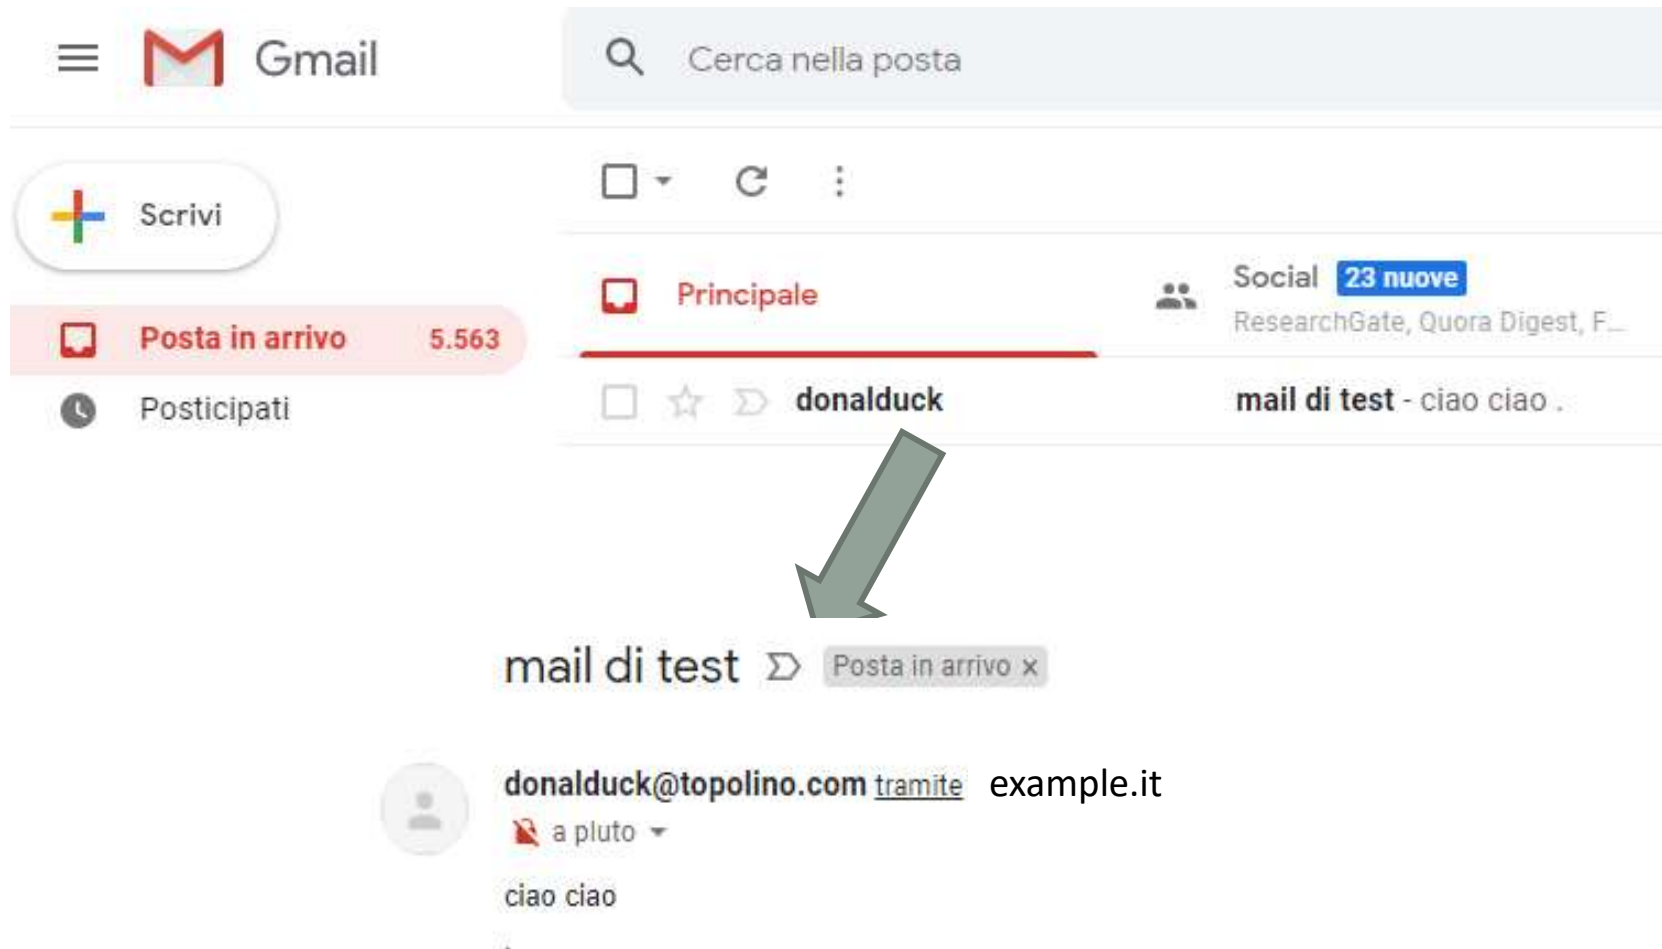 Gmail
Cerca nella posta
Scrivi
Principale
Social 23 nuove
ResearchGate, Quora Digest, F...
Posta in arrivo 5.563
Posticipati
donalduck mail di test - ciao ciao .
mail di test Posta in arrivo x
donalduck@topolino.com tramite example.it
a pluto
ciao ciao